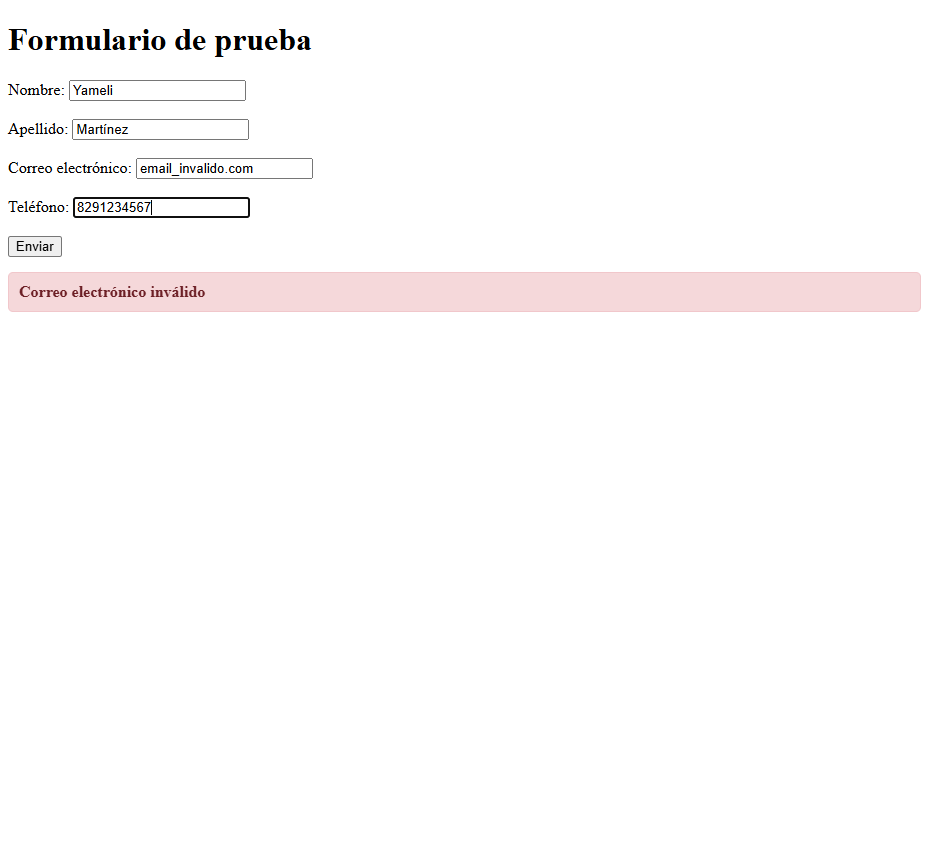 Formulario de prueba
Nombre: Yameli
Apellido: Martínez
Correo electrónico: email_invalido.com
Teléfono: 8291234567
Enviar
Correo electrónico inválido